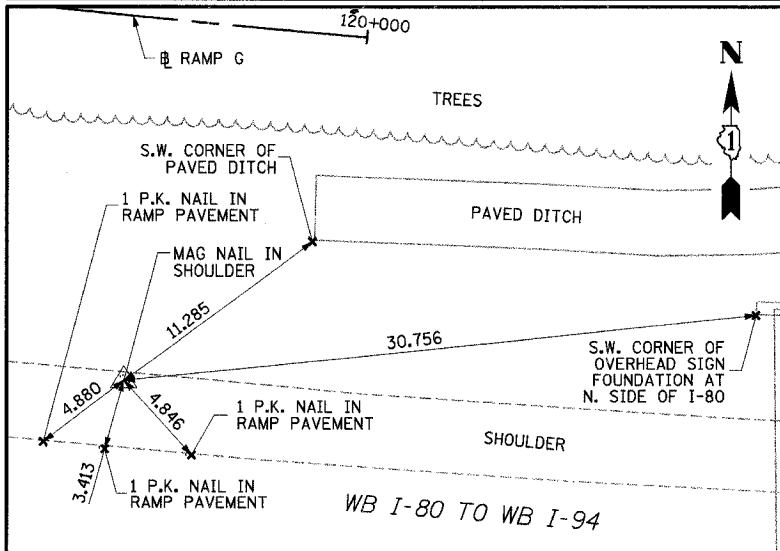 120+000
BL RAMP G
N
1
TREES
S.W. CORNER OF
PAVED DITCH
1 P.K. NAIL IN
RAMP PAVEMENT
PAVED DITCH
MAG NAIL IN
SHOULDER
11.285
30.756
S.W. CORNER OF
OVERHEAD SIGN
FOUNDATION AT
N. SIDE OF I-80
4.880
4.846
1 P.K. NAIL IN
RAMP PAVEMENT
SHOULDER
3.413
1 P.K. NAIL IN
RAMP PAVEMENT
WB I-80 TO WB I-94